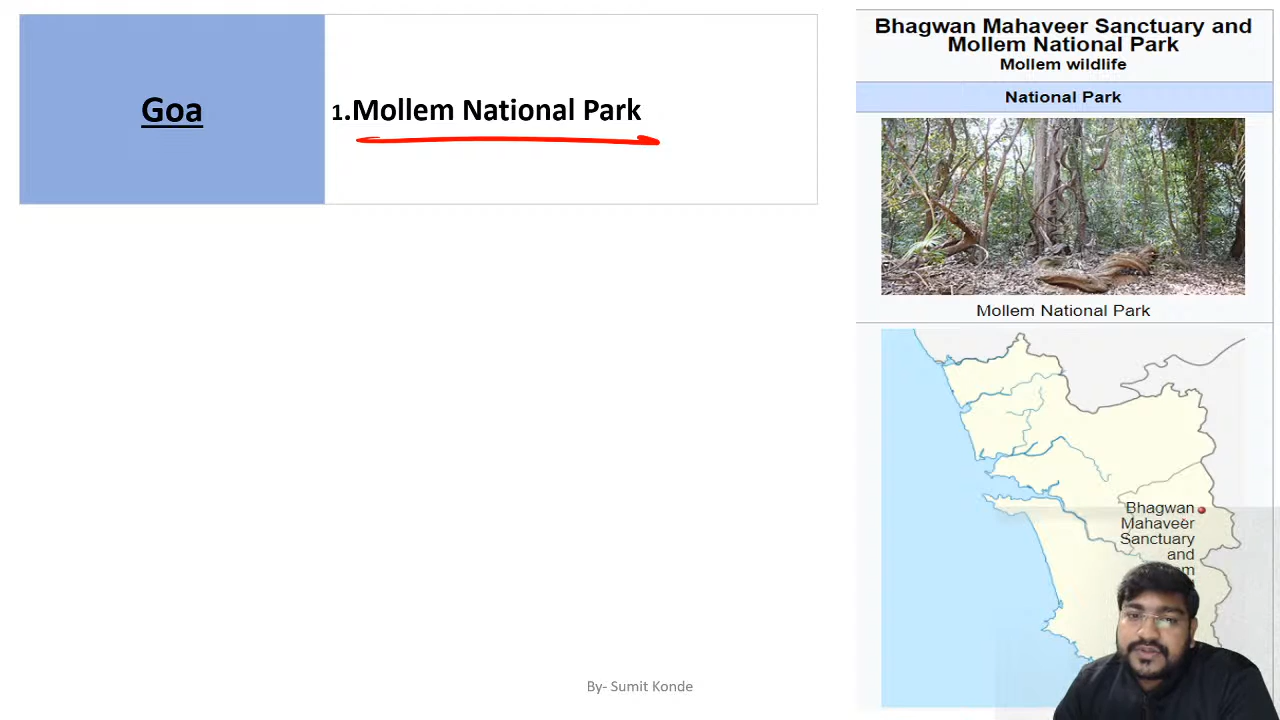 Goa
1.Mollem National Park
Bhagwan Mahaveer Sanctuary and
Mollem National Park
Mollem wildlife
National Park
Mollem National Park
Bhagwan
Mahaveer
Sanctuary
and
By- Sumit Konde